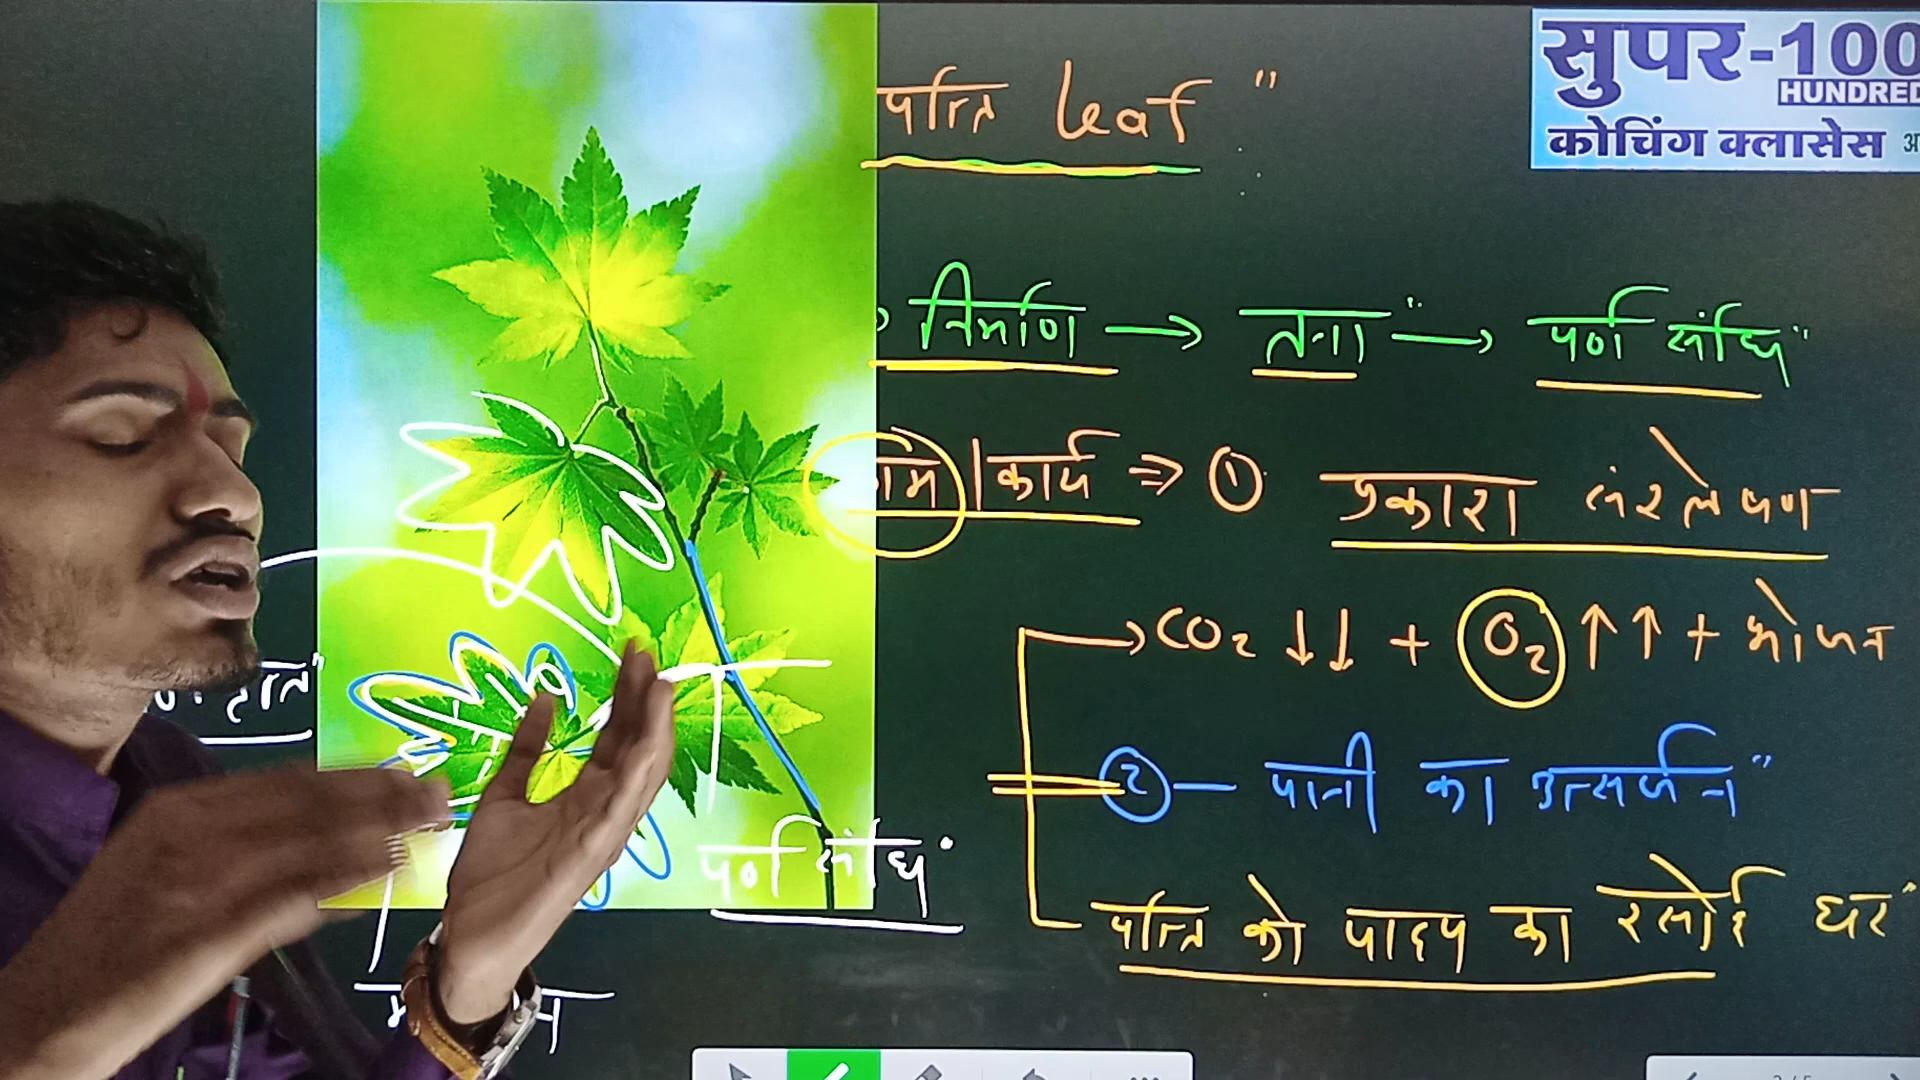 सुपर-100
HUNDRED
कोचिंग क्लासेस अ
पत्ति Leaf "
निर्माण → तना" → पर्ण संधि"
काम | कार्य ⇒ ① प्रकाश संश्लेषण
→ CO₂ ↓↓ + O₂ ↑↑ + भोजन
② — पानी का उत्सर्जन"
पर्ण संधि
पत्ति को पादप का रसोई घर"